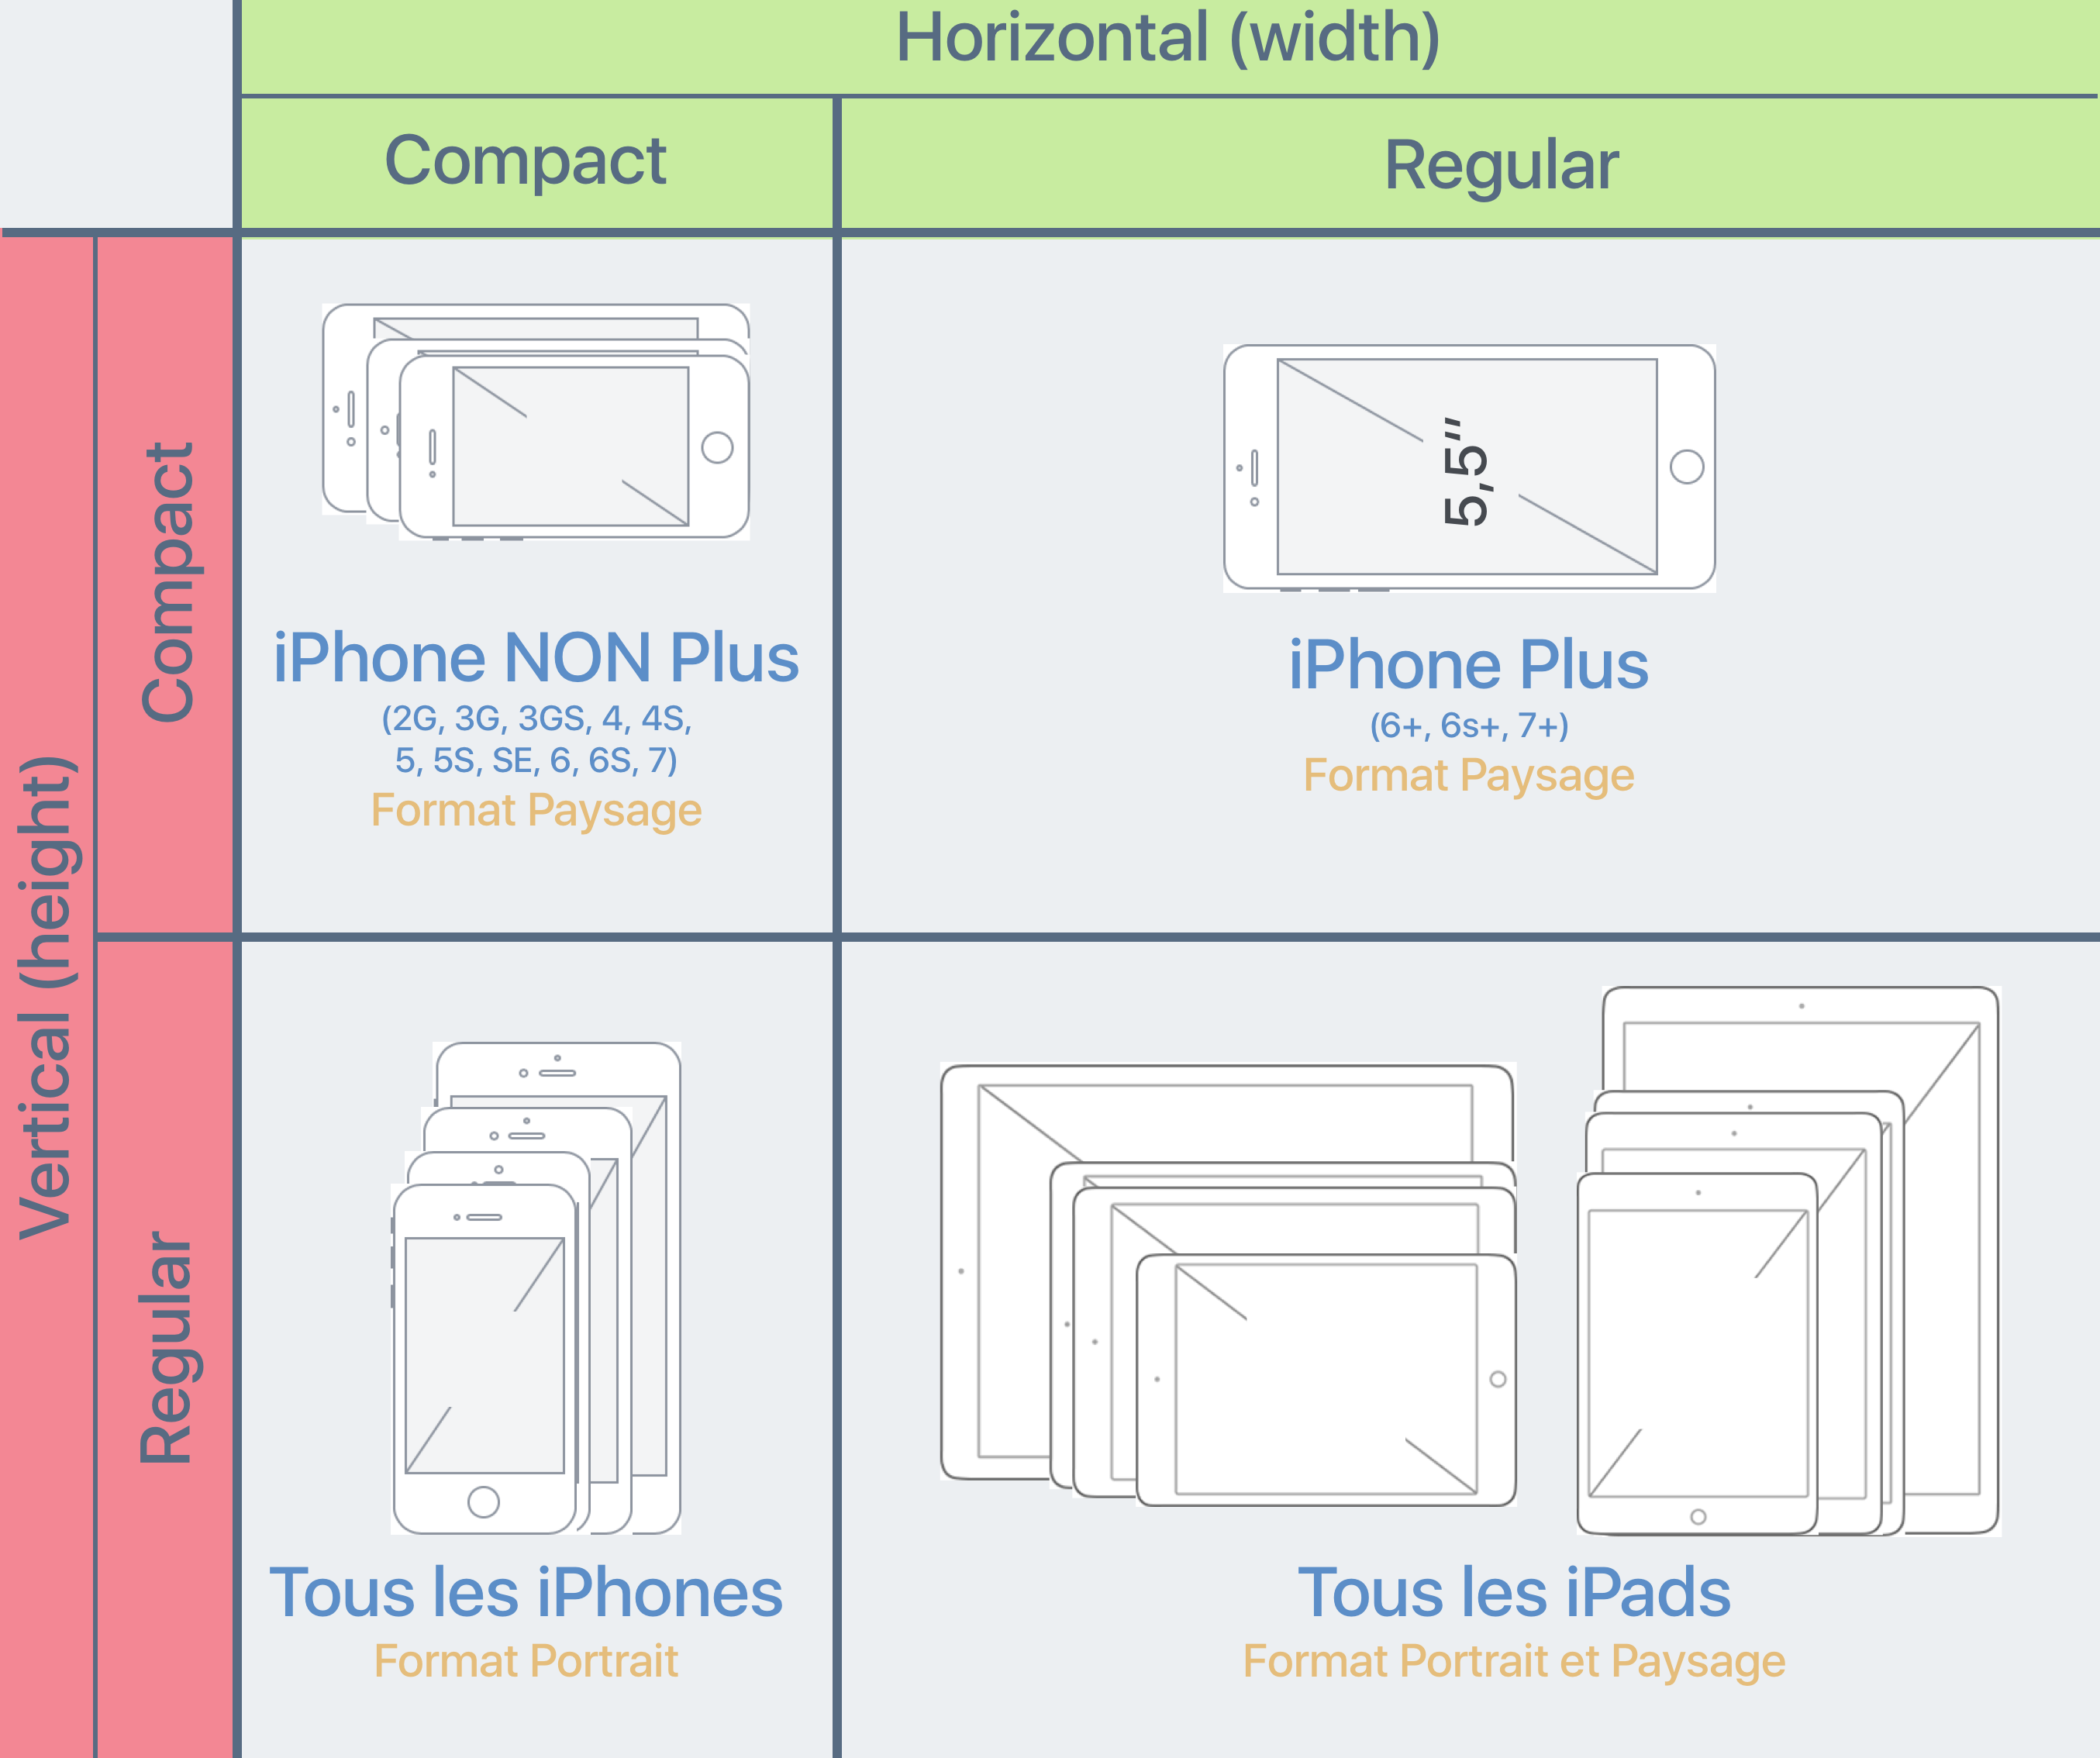 Horizontal (width)
Compact
Regular
Vertical (height)
Compact
iPhone NON Plus
(2G, 3G, 3GS, 4, 4S,
5, 5S, SE, 6, 6S, 7)
Format Paysage
5,5"
iPhone Plus
(6+, 6s+, 7+)
Format Paysage
Regular
Tous les iPhones
Format Portrait
Tous les iPads
Format Portrait et Paysage